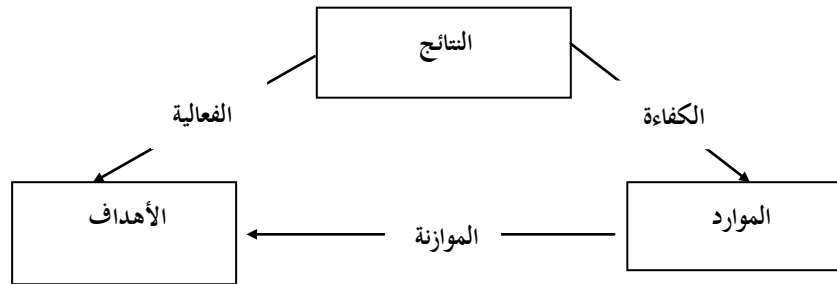 النتائج
الكفاءة
الفعالية
الموارد
الموازنة
الأهداف